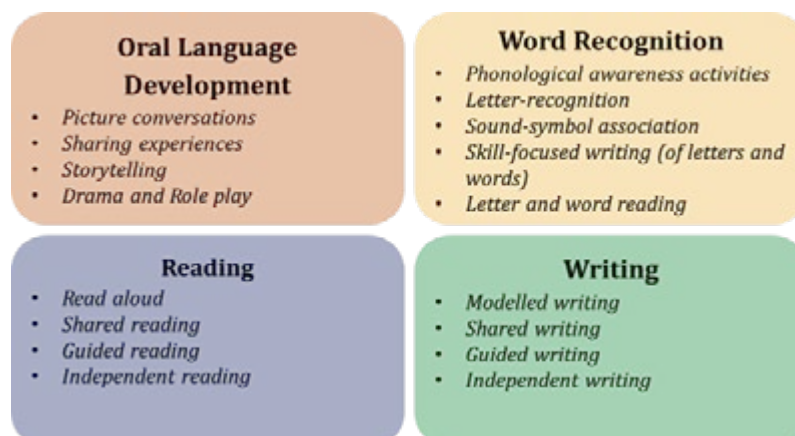 Oral Language
Development
• Picture conversations
• Sharing experiences
• Storytelling
• Drama and Role play
Word Recognition
• Phonological awareness activities
• Letter-recognition
• Sound-symbol association
• Skill-focused writing (of letters and
words)
• Letter and word reading
Reading
• Read aloud
• Shared reading
• Guided reading
• Independent reading
Writing
• Modelled writing
• Shared writing
• Guided writing
• Independent writing